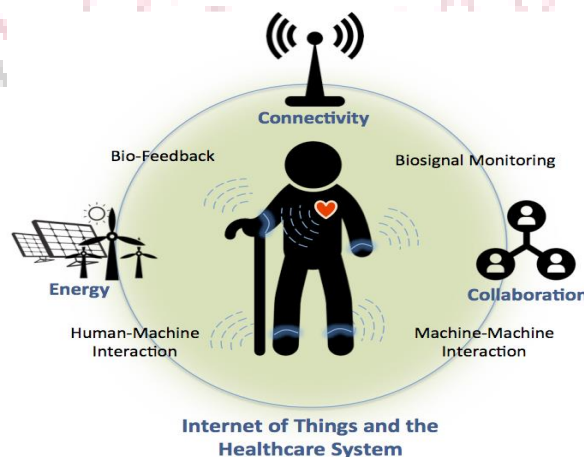 Connectivity
Bio-Feedback
Biosignal Monitoring
Energy
Collaboration
Human-Machine
Interaction
Machine-Machine
Interaction
Internet of Things and the
Healthcare System